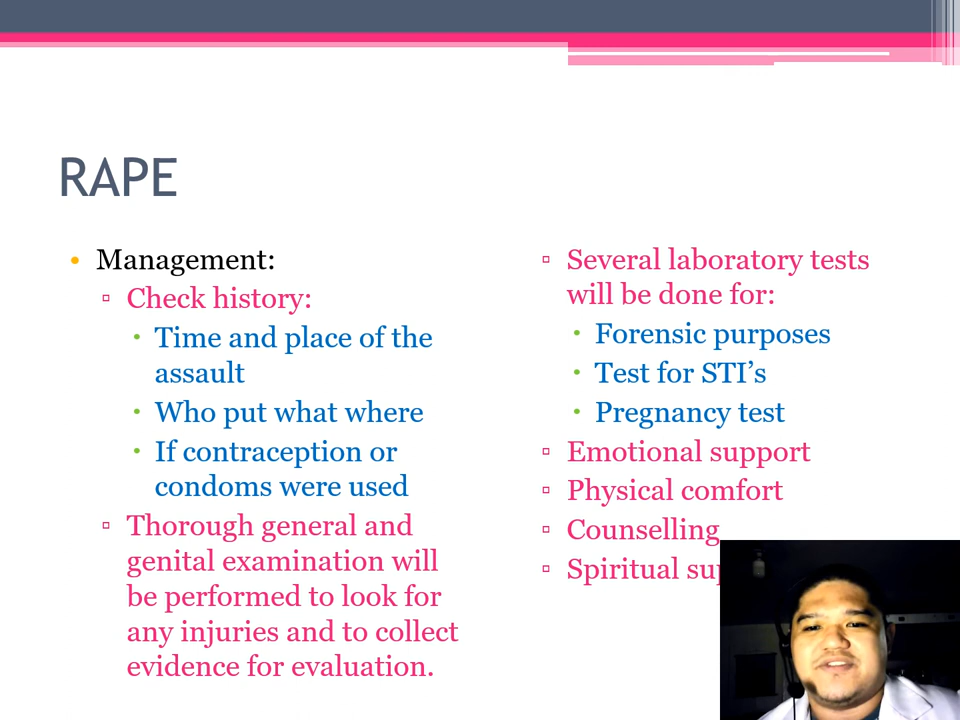 RAPE
Management:
Check history:
Time and place of the
assault
Who put what where
If contraception or
condoms were used
Thorough general and
genital examination will
be performed to look for
any injuries and to collect
evidence for evaluation.
Several laboratory tests
will be done for:
Forensic purposes
Test for STI’s
Pregnancy test
Emotional support
Physical comfort
Counselling
Spiritual